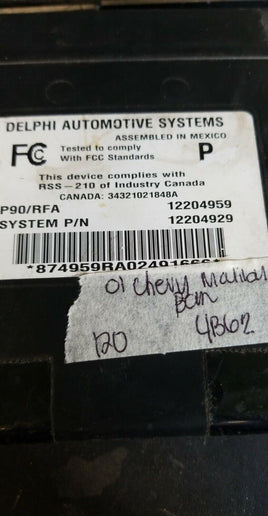 DELPHI AUTOMOTIVE SYSTEMS
ASSEMBLED IN MEXICO
FC Tested to comply
With FCC Standards P
This device complies with
RSS-210 of Industry Canada
CANADA: 34321021848A
P90/RFA 12204959
SYSTEM P/N 12204929
*874959RA0249166
01 Chevy Malibu
BCM
120 4B62